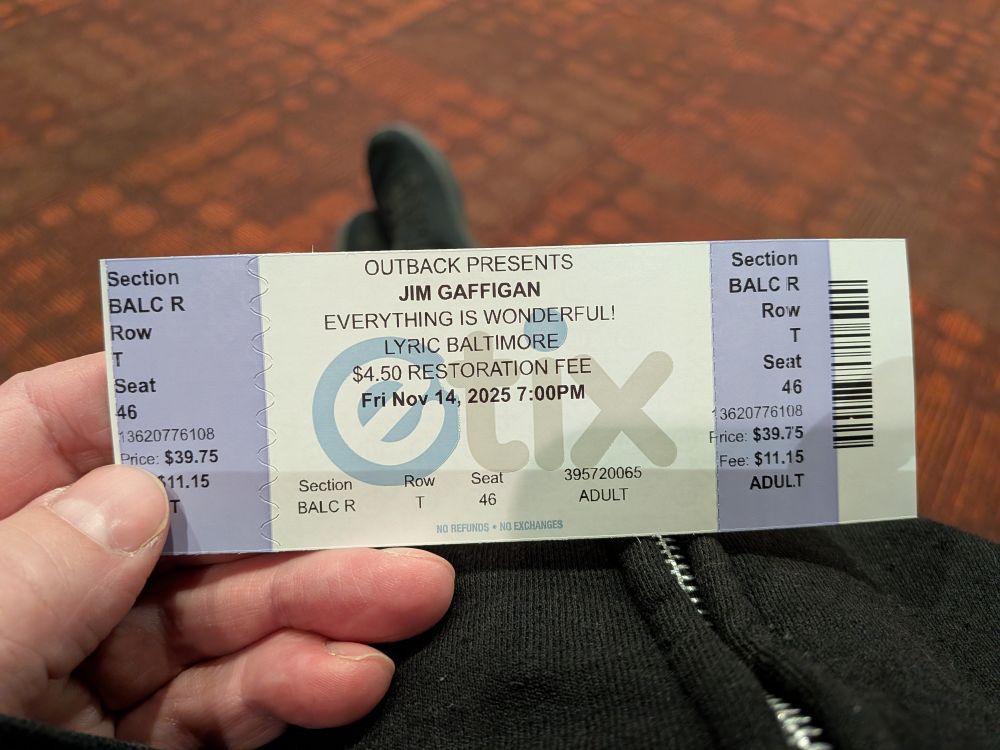 Section
BALC R
Row
T
Seat
46
13620776108
Price: $39.75
$11.15
T
OUTBACK PRESENTS
JIM GAFFIGAN
EVERYTHING IS WONDERFUL!
LYRIC BALTIMORE
$4.50 RESTORATION FEE
Fri Nov 14, 2025 7:00PM
etix
Section Row Seat 395720065
BALC R T 46 ADULT
NO REFUNDS • NO EXCHANGES
Section
BALC R
Row
T
Seat
46
13620776108
Price: $39.75
Fee: $11.15
ADULT